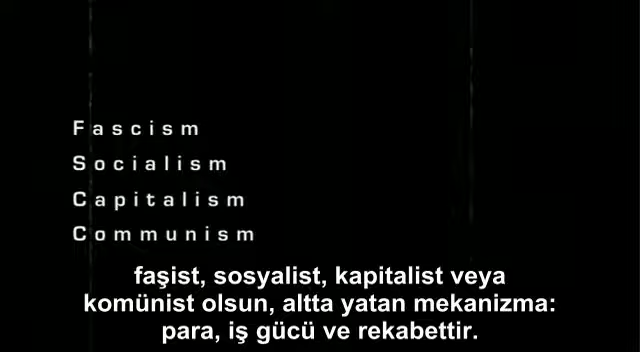 Fascism
Socialism
Capitalism
Communism
faşist, sosyalist, kapitalist veya
komünist olsun, altta yatan mekanizma:
para, iş gücü ve rekabettir.